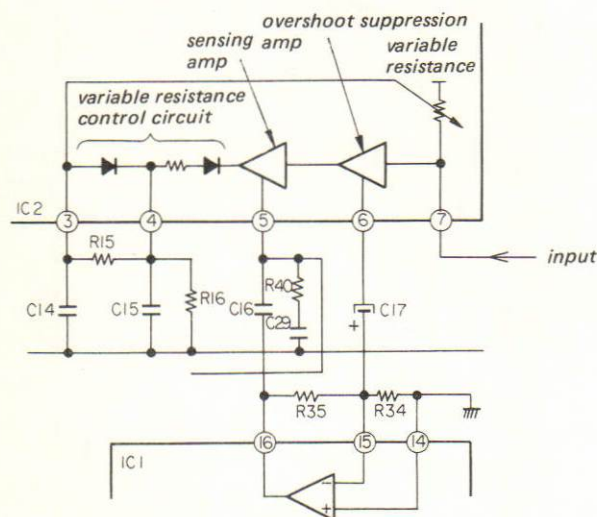 overshoot suppression
amp
sensing
amp
variable
resistance
variable resistance
control circuit
IC2
3
4
5
6
7
input
R15
R40
C14
C15
R16
C16
C29
C17
+
R35
R34
16
15
14
IC1
−
+